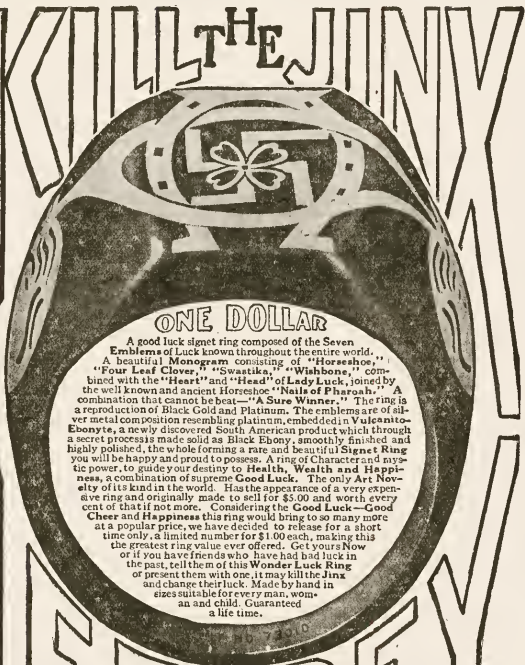 KILL THE JINX
ONE DOLLAR
A good luck signet ring composed of the Seven
Emblems of Luck known throughout the entire world.
A beautiful Monogram consisting of "Horseshoe,"
"Four Leaf Clover," "Swastika," "Wishbone," com-
bined with the "Heart" and "Head" of Lady Luck, joined by
the well known and ancient Horseshoe "Nails of Pharoah." A
combination that cannot be beat—"A Sure Winner." The ring is
a reproduction of Black Gold and Platinum. The emblems are of sil-
ver metal composition resembling platinum, embedded in Vulcanito-
Ebonyte, a newly discovered South American product which through
a secret process is made solid as Black Ebony, smoothly finished and
highly polished, the whole forming a rare and beautiful Signet Ring
you will be happy and proud to possess. A ring of Character and mys-
tic power, to guide your destiny to Health, Wealth and Happi-
ness, a combination of supreme Good Luck. The only Art Nov-
elty of its kind in the world. Has the appearance of a very expen-
sive ring and originally made to sell for $5.00 and worth every
cent of that if not more. Considering the Good Luck—Good
Cheer and Happiness this ring would bring to so many more
at a popular price, we have decided to release for a short
time only, a limited number for $1.00 each, making this
the greatest ring value ever offered. Get yours Now
or if you have friends who have had bad luck in
the past, tell them of this Wonder Luck Ring
or present them with one, it may kill the Jinx
and change their luck. Made by hand in
sizes suitable for every man, wom-
an and child. Guaranteed
a life time.